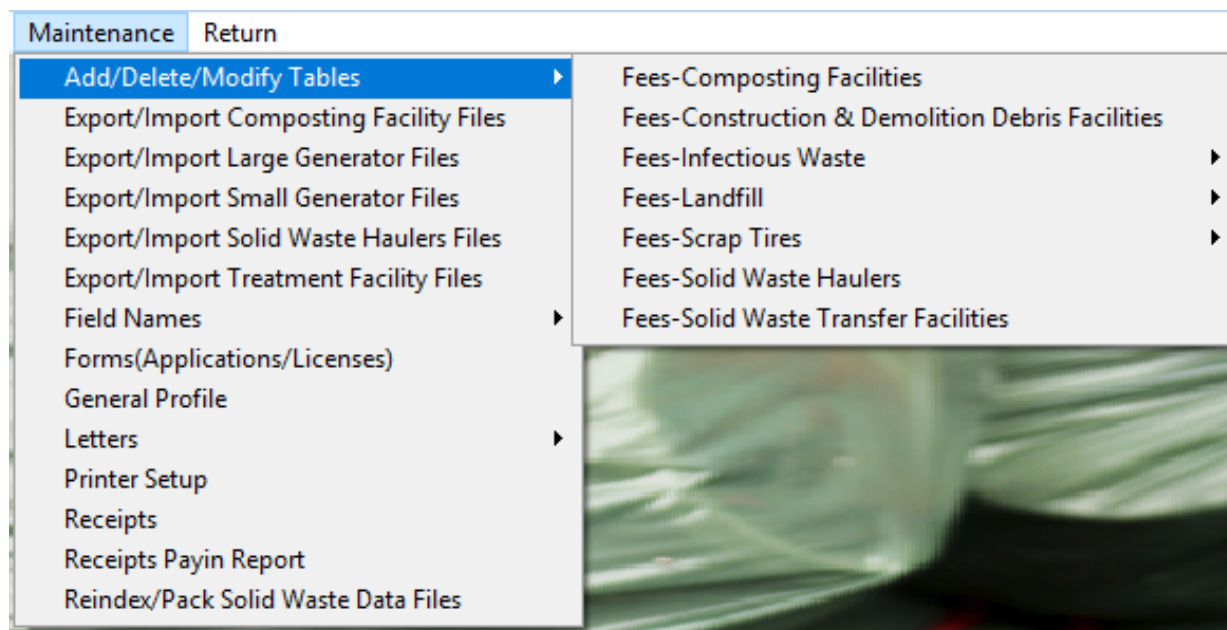 Maintenance Return
Add/Delete/Modify Tables
Export/Import Composting Facility Files
Export/Import Large Generator Files
Export/Import Small Generator Files
Export/Import Solid Waste Haulers Files
Export/Import Treatment Facility Files
Field Names
Forms(Applications/Licenses)
General Profile
Letters
Printer Setup
Receipts
Receipts Payin Report
Reindex/Pack Solid Waste Data Files
Fees-Composting Facilities
Fees-Construction & Demolition Debris Facilities
Fees-Infectious Waste
Fees-Landfill
Fees-Scrap Tires
Fees-Solid Waste Haulers
Fees-Solid Waste Transfer Facilities